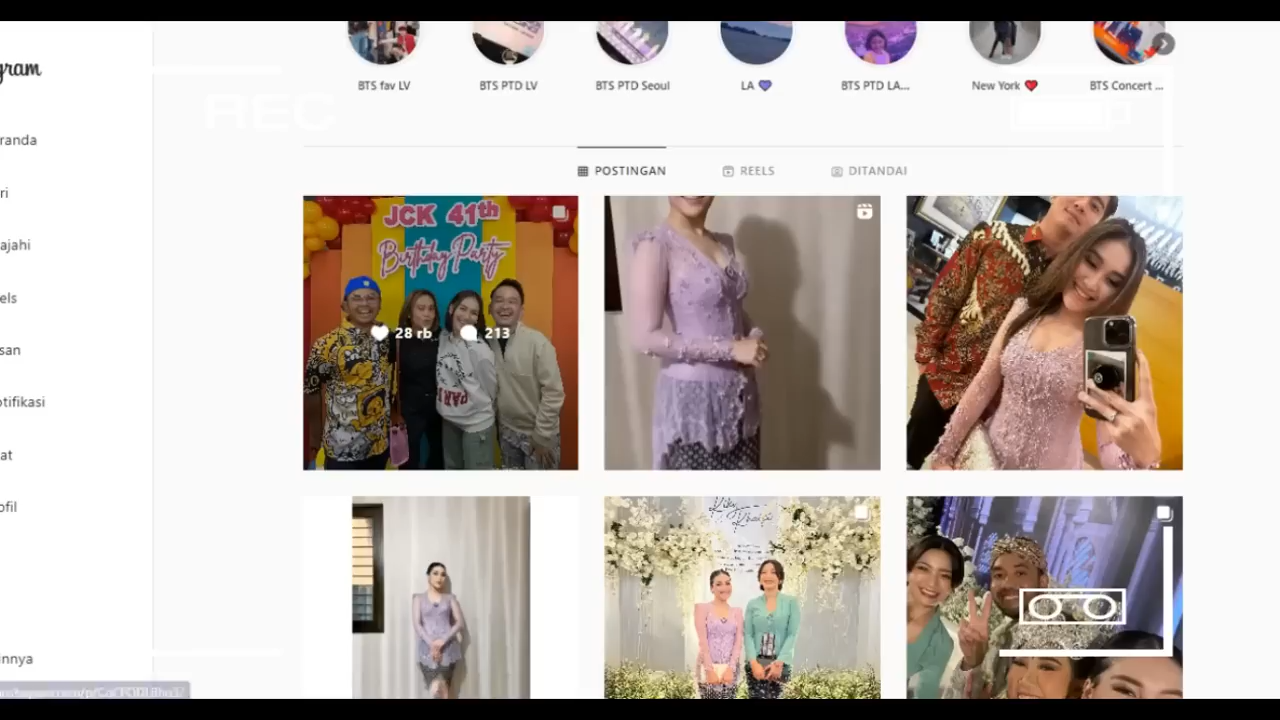 gram
BTS fav LV
BTS PTD LV
BTS PTD Seoul
LA 💜
BTS PTD LA...
New York ❤️
BTS Concert ...
REC
randa
ri
ajahi
els
san
otifikasi
at
ofil
innya
POSTINGAN
REELS
DITANDAI
JCK 41th
Birthday Party
28 rb
213